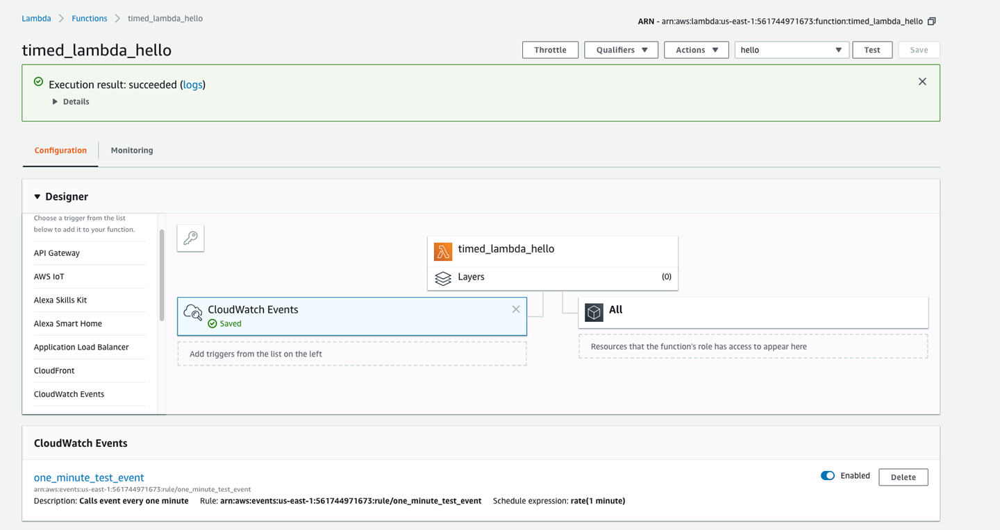 Lambda > Functions > timed_lambda_hello
ARN - arn:aws:lambda:us-east-1:561744971673:function:timed_lambda_hello
timed_lambda_hello
Throttle Qualifiers Actions hello Test Save
Execution result: succeeded (logs)
Details
Configuration Monitoring
Designer
Choose a trigger from the list
below to add it to your function.
API Gateway
AWS IoT
Alexa Skills Kit
Alexa Smart Home
Application Load Balancer
CloudFront
CloudWatch Events
timed_lambda_hello
Layers (0)
CloudWatch Events
Saved
Add triggers from the list on the left
All
Resources that the function's role has access to appear here
CloudWatch Events
one_minute_test_event
arn:aws:events:us-east-1:561744971673:rule/one_minute_test_event
Description: Calls event every one minute Rule: arn:aws:events:us-east-1:561744971673:rule/one_minute_test_event Schedule expression: rate(1 minute)
Enabled Delete